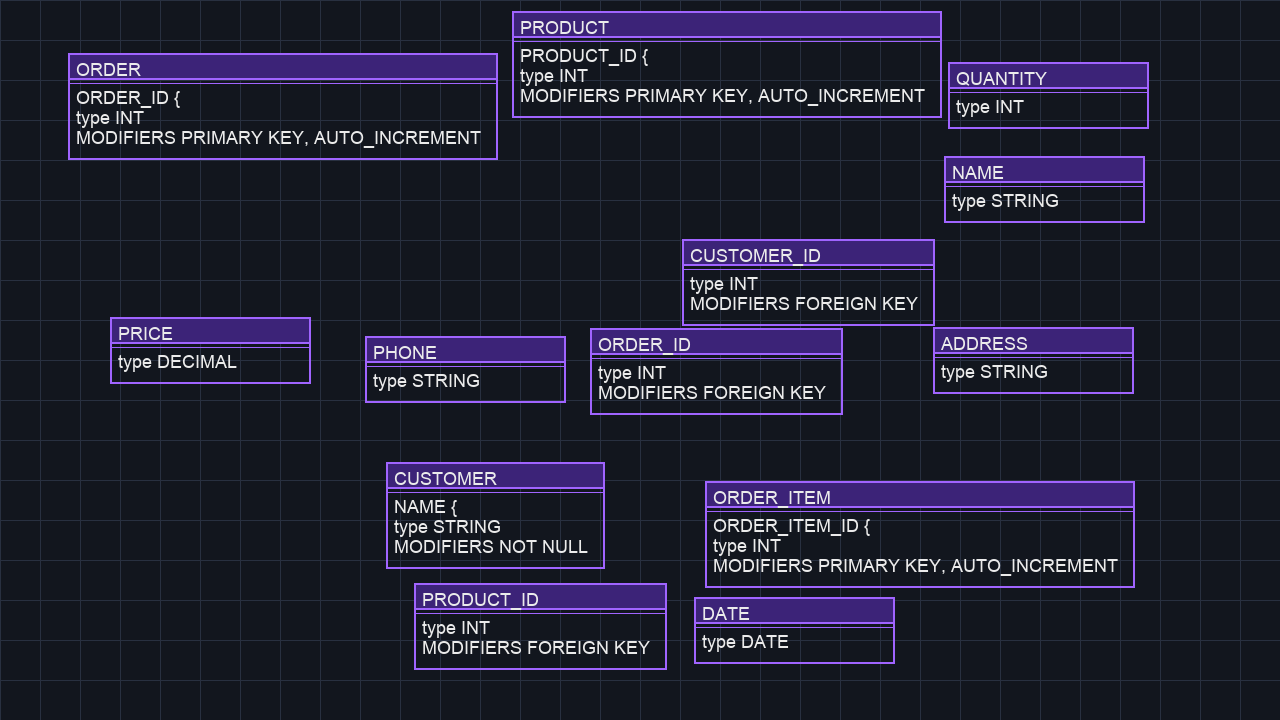 PRODUCT
PRODUCT_ID {
type INT
MODIFIERS PRIMARY KEY, AUTO_INCREMENT
ORDER
ORDER_ID {
type INT
MODIFIERS PRIMARY KEY, AUTO_INCREMENT
QUANTITY
type INT
NAME
type STRING
CUSTOMER_ID
type INT
MODIFIERS FOREIGN KEY
PRICE
type DECIMAL
PHONE
type STRING
ORDER_ID
type INT
MODIFIERS FOREIGN KEY
ADDRESS
type STRING
CUSTOMER
NAME {
type STRING
MODIFIERS NOT NULL
ORDER_ITEM
ORDER_ITEM_ID {
type INT
MODIFIERS PRIMARY KEY, AUTO_INCREMENT
PRODUCT_ID
type INT
MODIFIERS FOREIGN KEY
DATE
type DATE